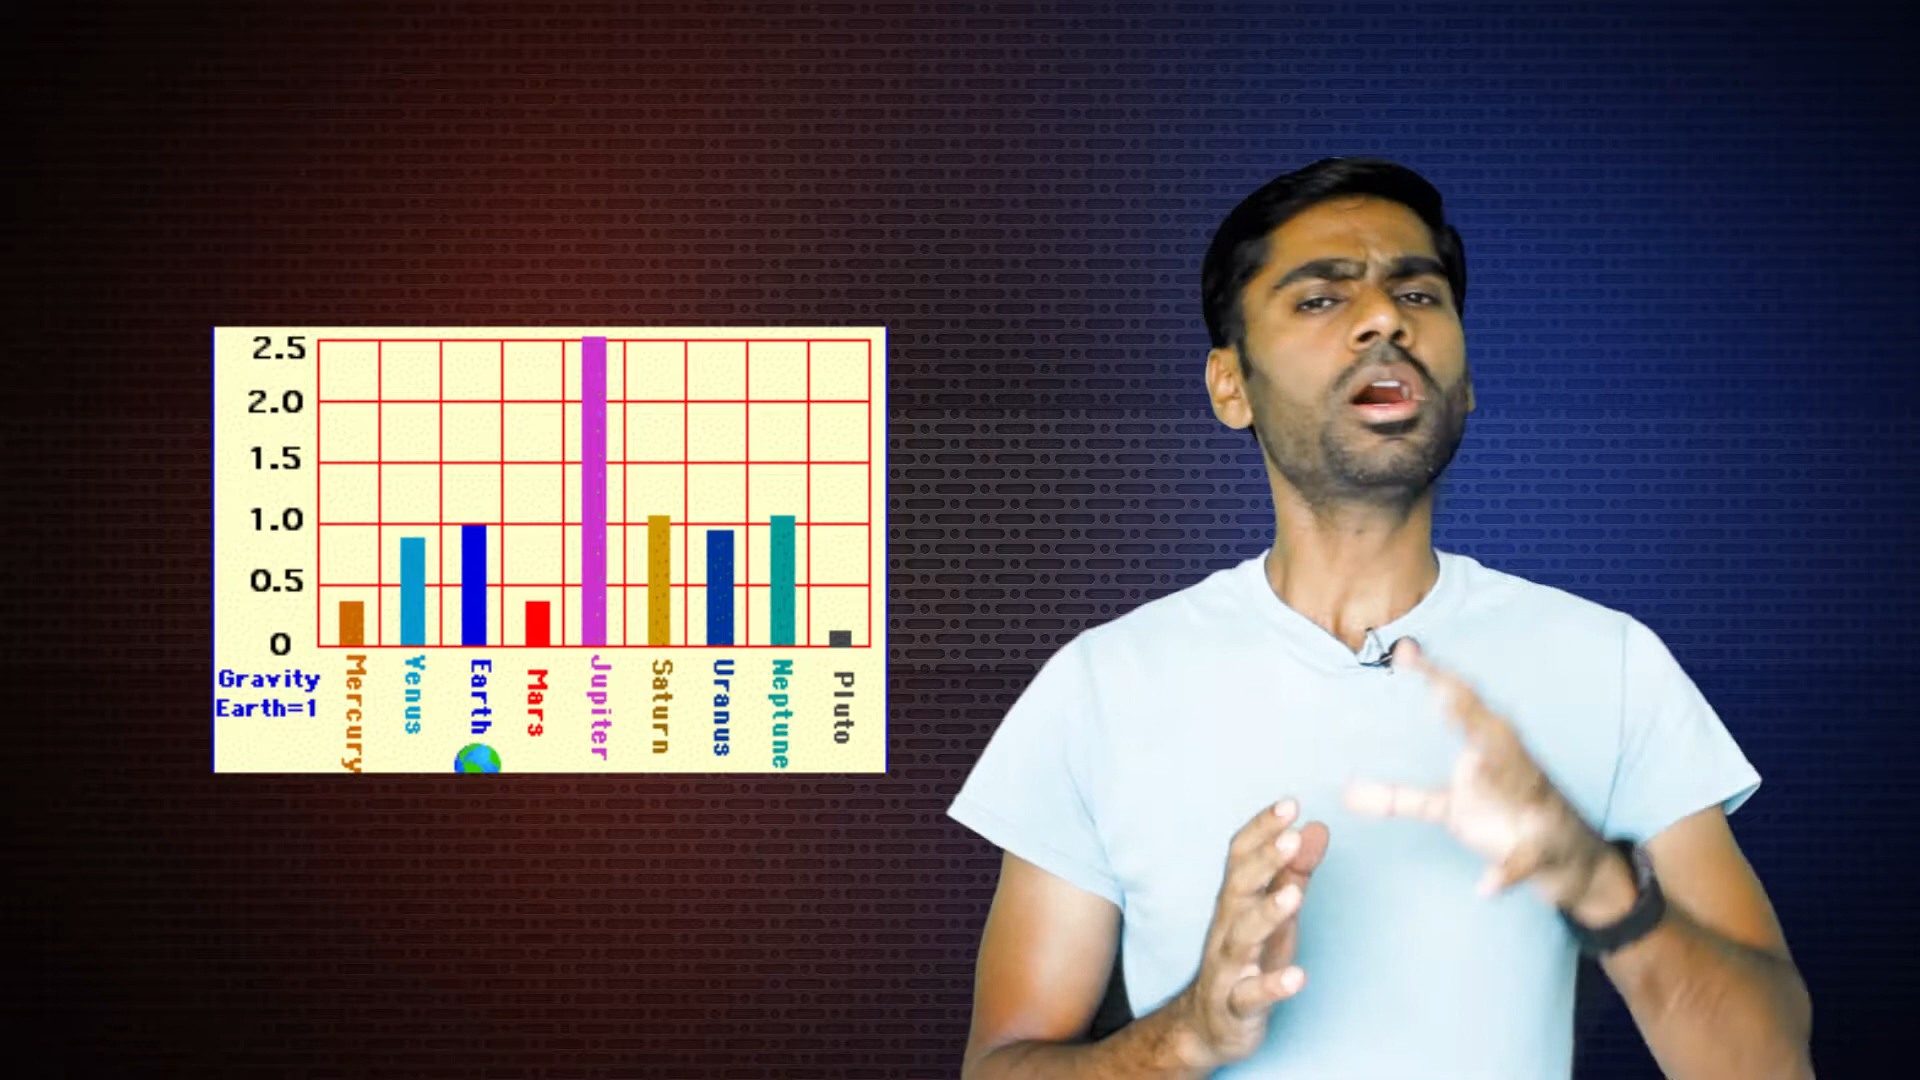 2.5
2.0
1.5
1.0
0.5
0
Gravity
Earth=1
Mercury
Venus
Earth
Mars
Jupiter
Saturn
Uranus
Neptune
Pluto